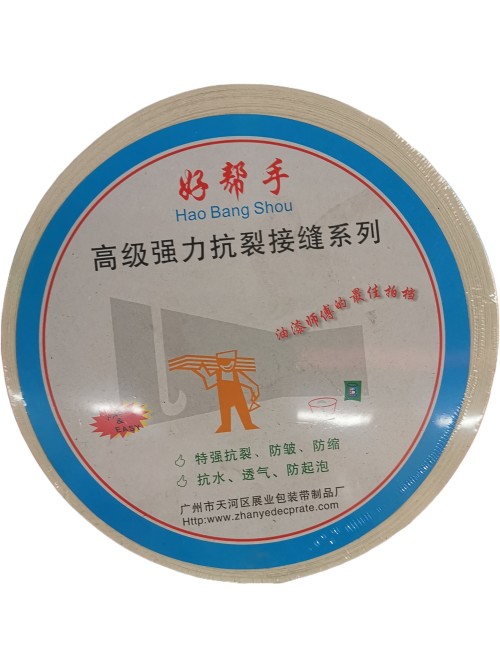 好帮手
Hao Bang Shou
高级强力抗裂接缝系列
油漆师傅的最佳拍档
& EASY
特强抗裂、防皱、防缩
抗水、透气、防起泡
广州市天河区展业包装带制品厂
Http:www.zhanyedecprate.com